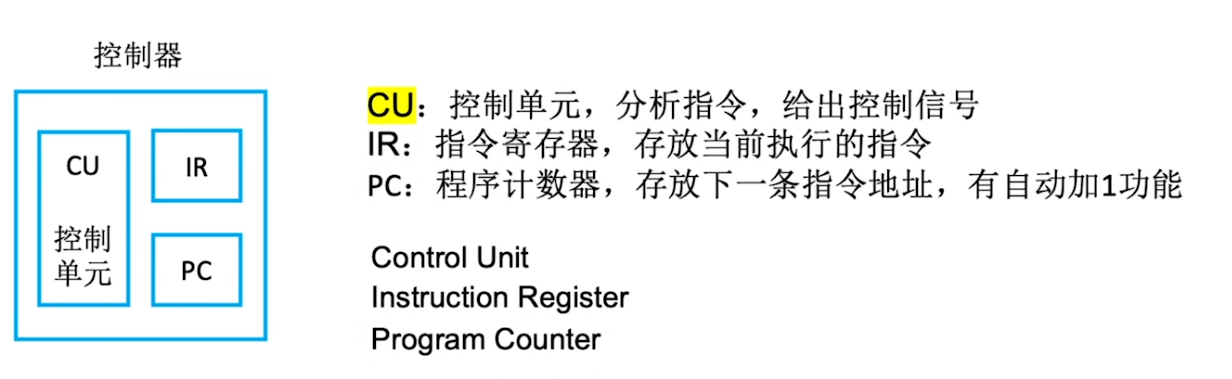 控制器
CU
控制
单元
IR
PC
CU：控制单元，分析指令，给出控制信号
IR：指令寄存器，存放当前执行的指令
PC：程序计数器，存放下一条指令地址，有自动加1功能
Control Unit
Instruction Register
Program Counter